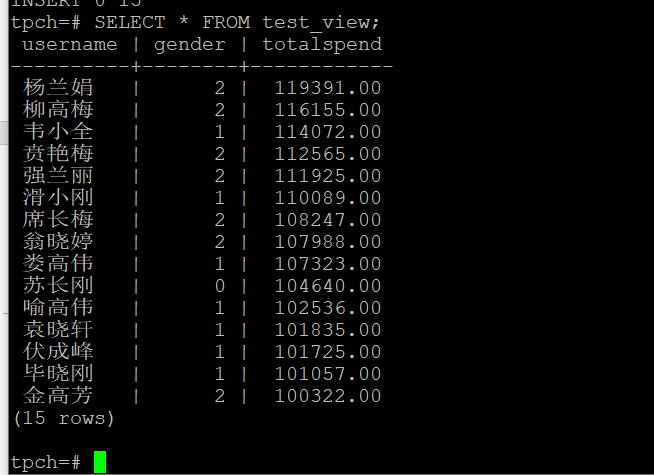 INSERT 0 15
tpch=# SELECT * FROM test_view;
 username | gender | totalspend
----------+--------+------------
 杨兰娟   |      2 |  119391.00
 柳高梅   |      2 |  116155.00
 韦小全   |      1 |  114072.00
 贲艳梅   |      2 |  112565.00
 强兰丽   |      2 |  111925.00
 滑小刚   |      1 |  110089.00
 席长梅   |      2 |  108247.00
 翁晓婷   |      2 |  107988.00
 娄高伟   |      1 |  107323.00
 苏长刚   |      0 |  104640.00
 喻高伟   |      1 |  102536.00
 袁晓轩   |      1 |  101835.00
 伏成峰   |      1 |  101725.00
 毕晓刚   |      1 |  101057.00
 金高芳   |      2 |  100322.00
(15 rows)
tpch=#